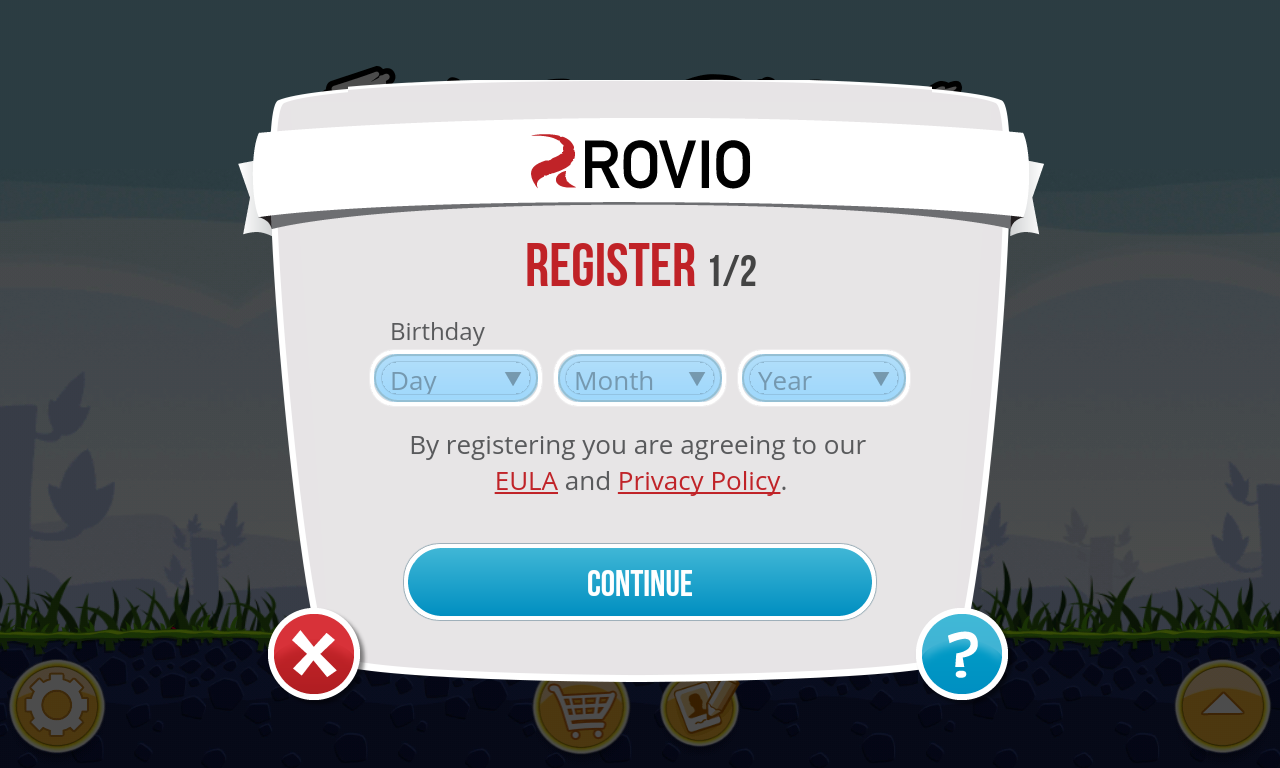 ROVIO
REGISTER 1/2
Birthday
Day Month Year
By registering you are agreeing to our
EULA and Privacy Policy.
CONTINUE
?